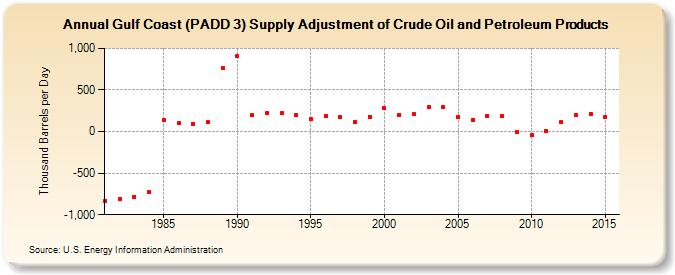 Annual Gulf Coast (PADD 3) Supply Adjustment of Crude Oil and Petroleum Products
Thousand Barrels per Day
1,000
500
0
-500
-1,000
1985 1990 1995 2000 2005 2010 2015
Source: U.S. Energy Information Administration